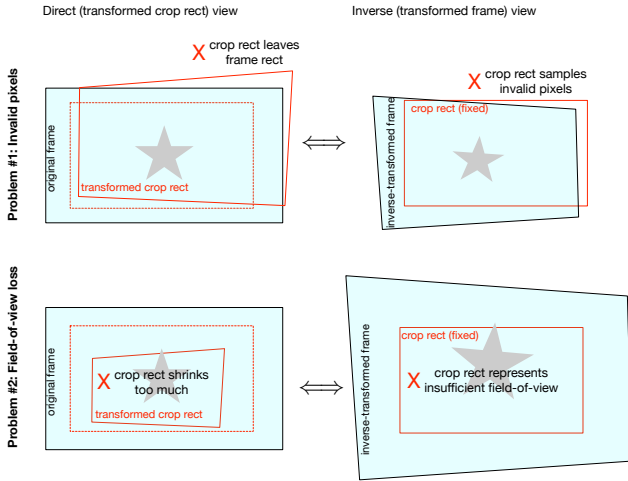 Direct (transformed crop rect) view
Inverse (transformed frame) view
Problem #1: Invalid pixels
X crop rect leaves
frame rect
original frame
transformed crop rect
X crop rect samples
invalid pixels
crop rect (fixed)
inverse-transformed frame
Problem #2: Field-of-view loss
original frame
X crop rect shrinks
too much
transformed crop rect
inverse-transformed frame
crop rect (fixed)
X crop rect represents
insufficient field-of-view